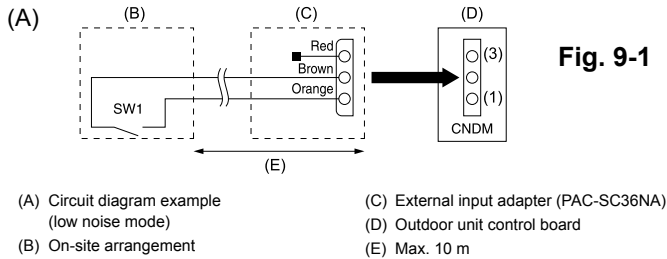 (A)
(B)
(C)
(D)
Red
Brown
Orange
SW1
(3)
(1)
CNDM
Fig. 9-1
(E)
(A) Circuit diagram example
(low noise mode)
(B) On-site arrangement
(C) External input adapter (PAC-SC36NA)
(D) Outdoor unit control board
(E) Max. 10 m